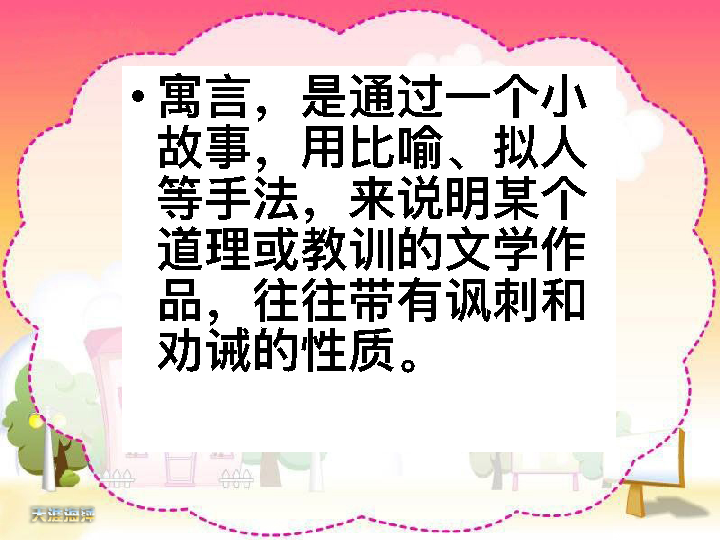 • 寓言，是通过一个小
故事，用比喻、拟人
等手法，来说明某个
道理或教训的文学作
品，往往带有讽刺和
劝诫的性质。